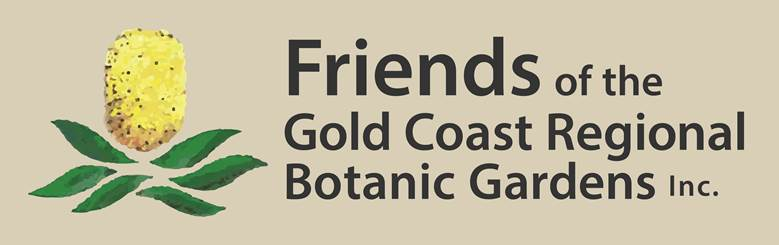 Friends of the
Gold Coast Regional
Botanic Gardens Inc.